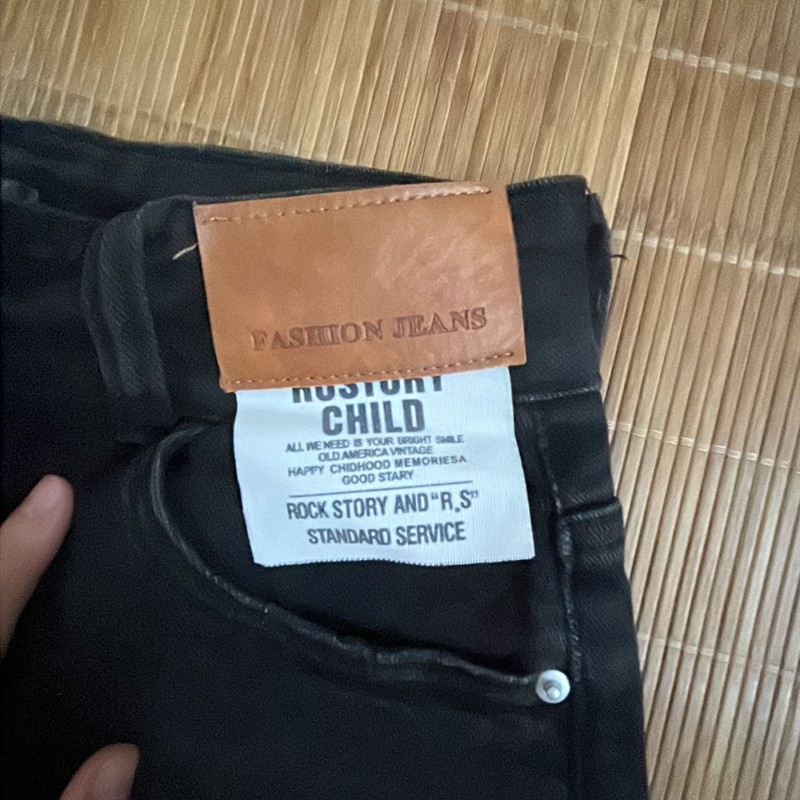 FASHION JEANS
ROSTORY
CHILD
ALL WE NEED IS YOUR BRIGHT SMILE
OLD AMERICA VINTAGE
HAPPY CHIDHOOD MEMORIESA
GOOD STARY
ROCK STORY AND "R.S"
STANDARD SERVICE